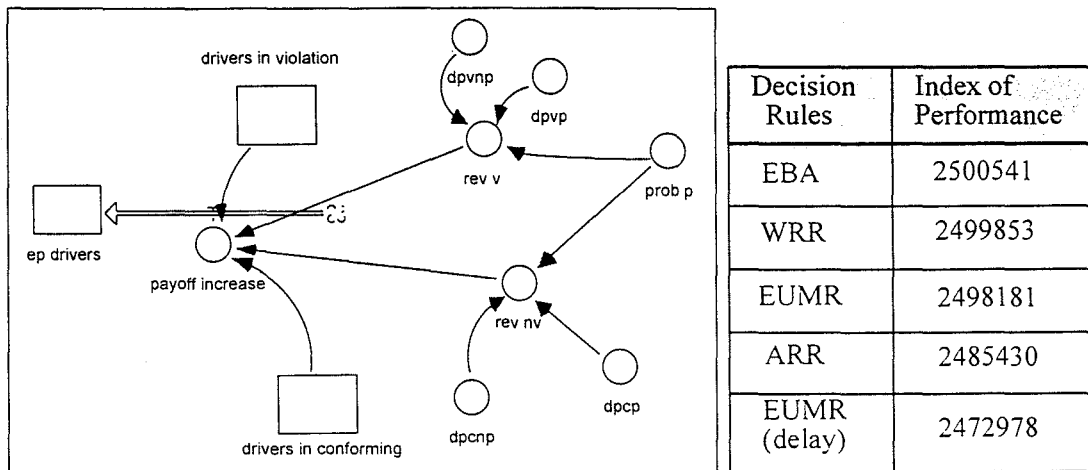 drivers in violation
dpvnp
dpvp
rev v
prob p
ep drivers
payoff increase
rev nv
dpcnp
dpcp
drivers in conforming
Decision Rules
Index of Performance
EBA
2500541
WRR
2499853
EUMR
2498181
ARR
2485430
EUMR (delay)
2472978